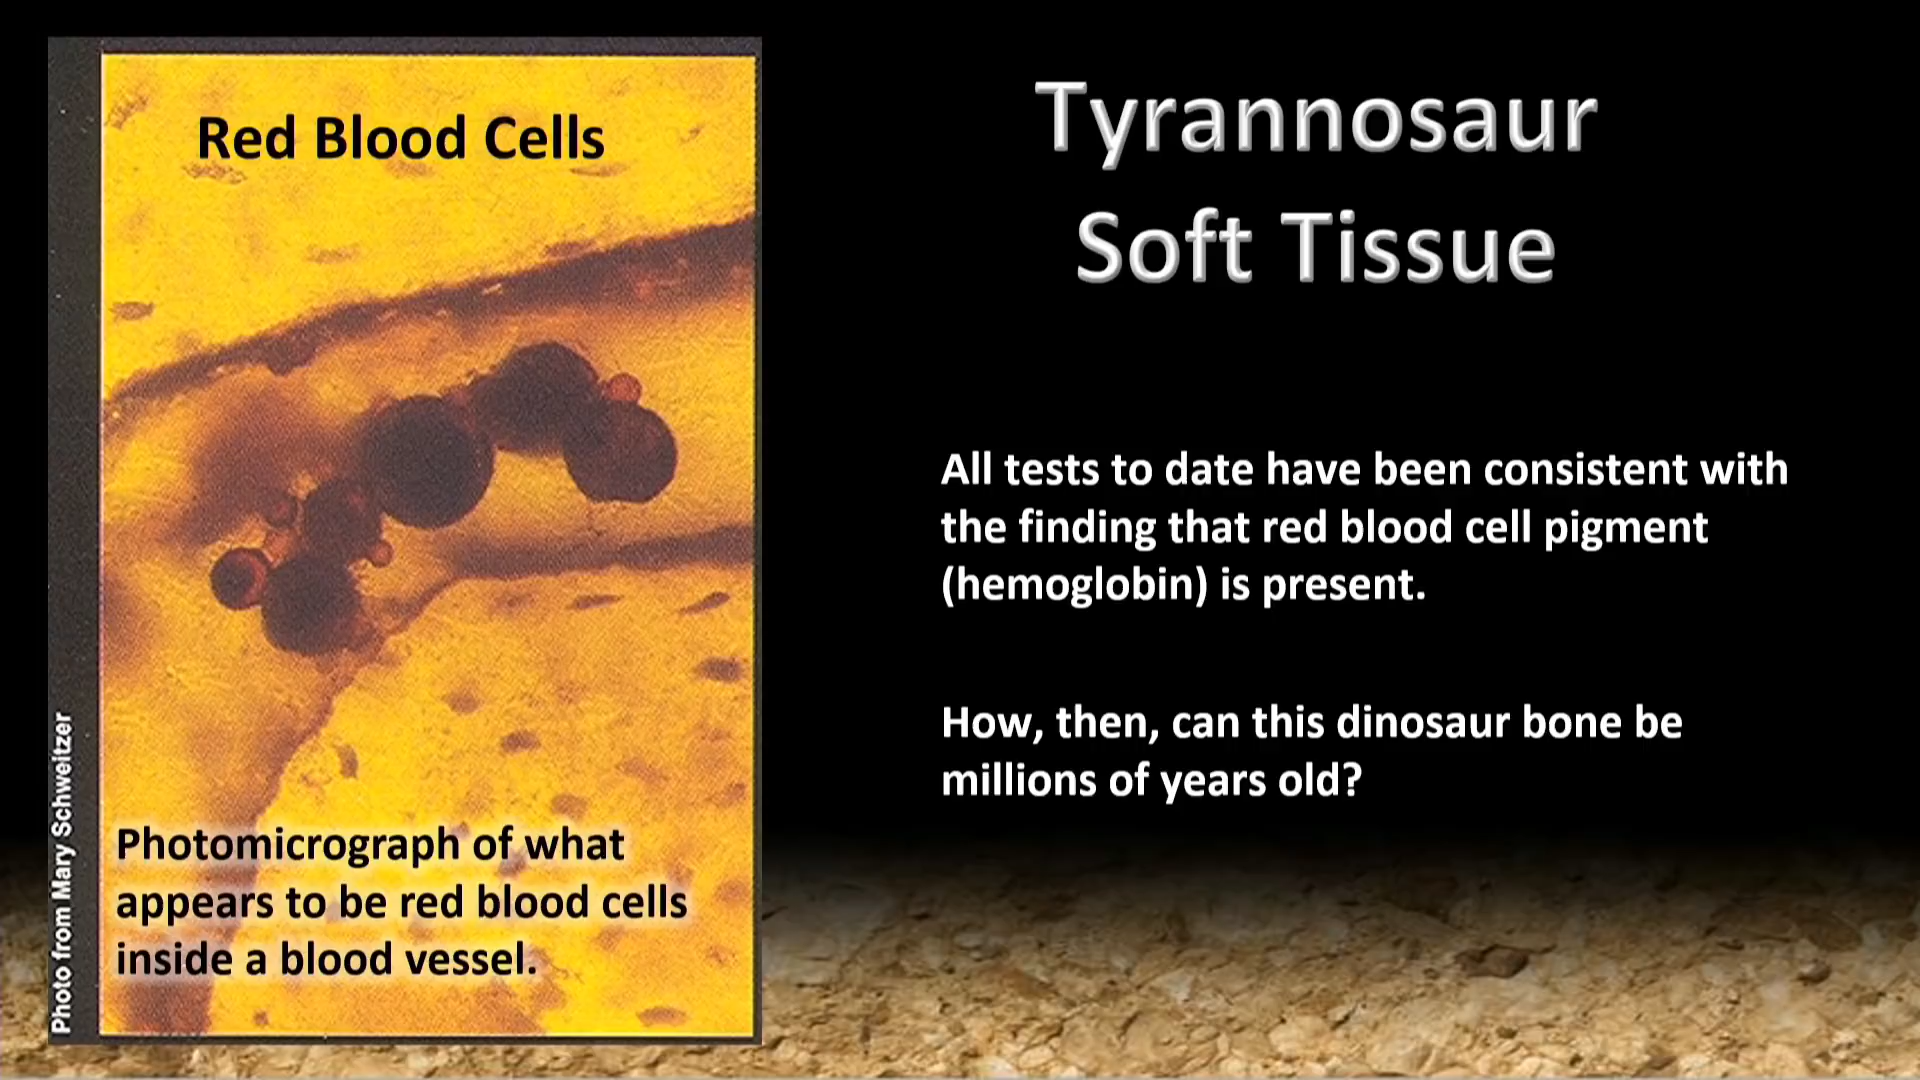 Red Blood Cells
Photomicrograph of what
appears to be red blood cells
inside a blood vessel.
Photo from Mary Schweitzer
Tyrannosaur
Soft Tissue
All tests to date have been consistent with
the finding that red blood cell pigment
(hemoglobin) is present.
How, then, can this dinosaur bone be
millions of years old?